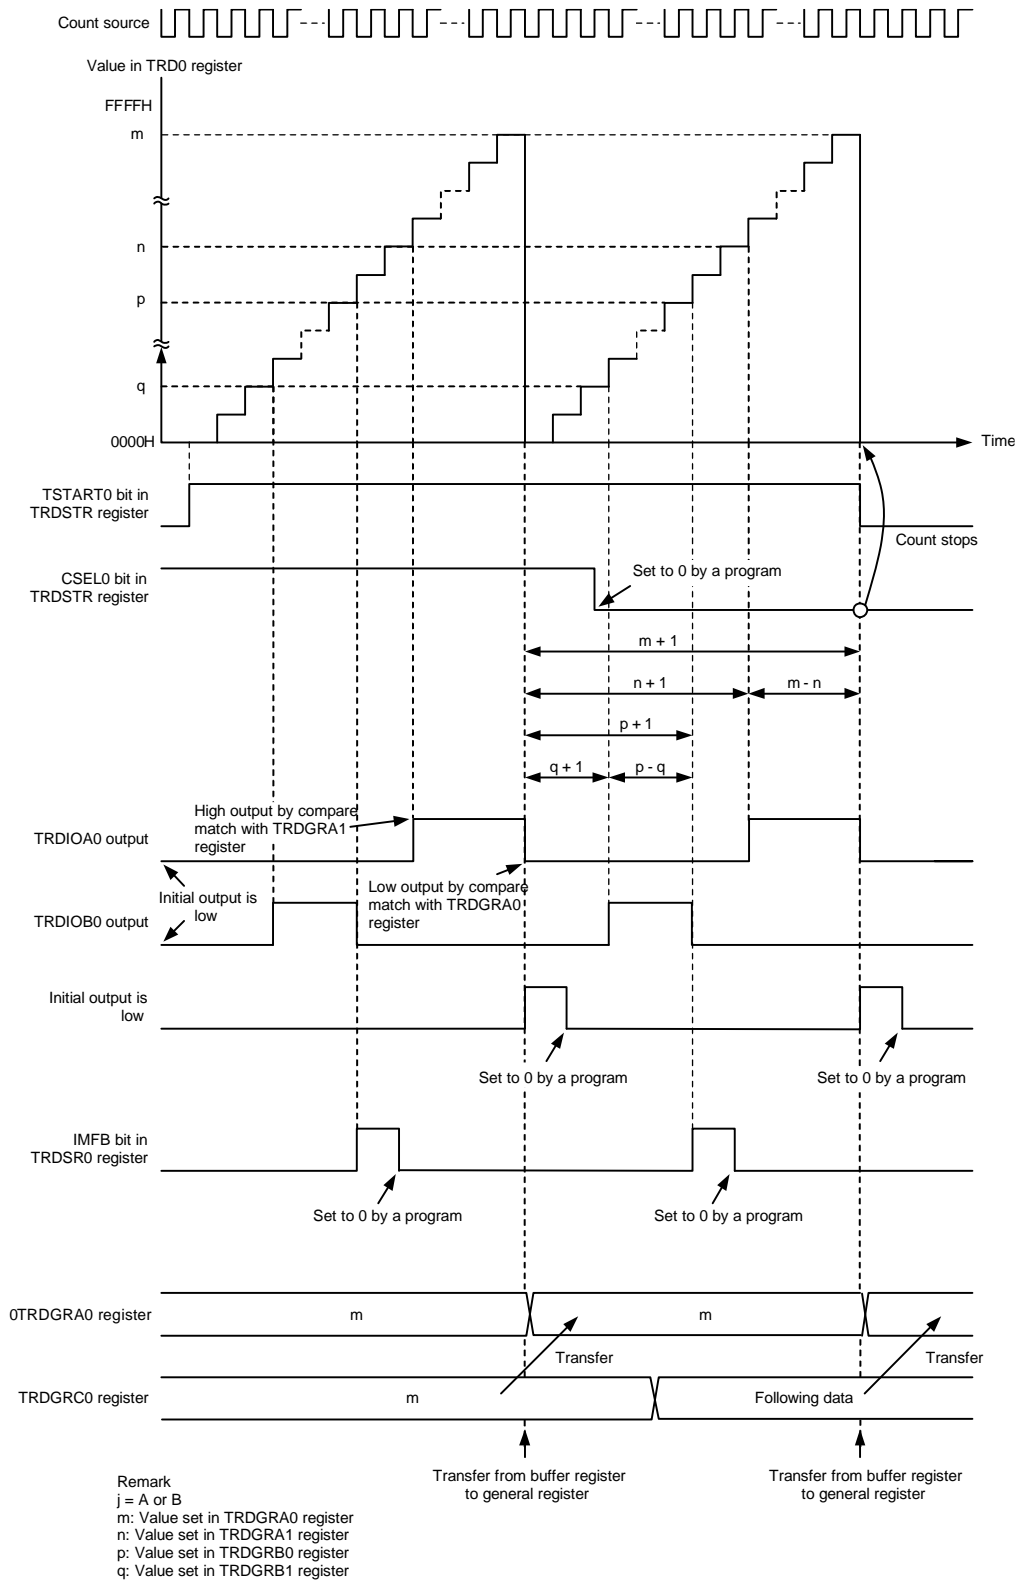 Count source
Value in TRD0 register
FFFFH
m
n
p
q
0000H
Time
TSTART0 bit in
TRDSTR register
Count stops
CSEL0 bit in
TRDSTR register
Set to 0 by a program
m + 1
n + 1
m - n
p + 1
q + 1
p - q
High output by compare
match with TRDGRA1
register
TRDIOA0 output
Low output by compare
match with TRDGRA0
register
Initial output is
low
TRDIOB0 output
Initial output is
low
Set to 0 by a program
Set to 0 by a program
IMFB bit in
TRDSR0 register
Set to 0 by a program
Set to 0 by a program
0TRDGRA0 register
m
m
Transfer
Transfer
TRDGRC0 register
m
Following data
Transfer from buffer register
to general register
Transfer from buffer register
to general register
Remark
j = A or B
m: Value set in TRDGRA0 register
n: Value set in TRDGRA1 register
p: Value set in TRDGRB0 register
q: Value set in TRDGRB1 register